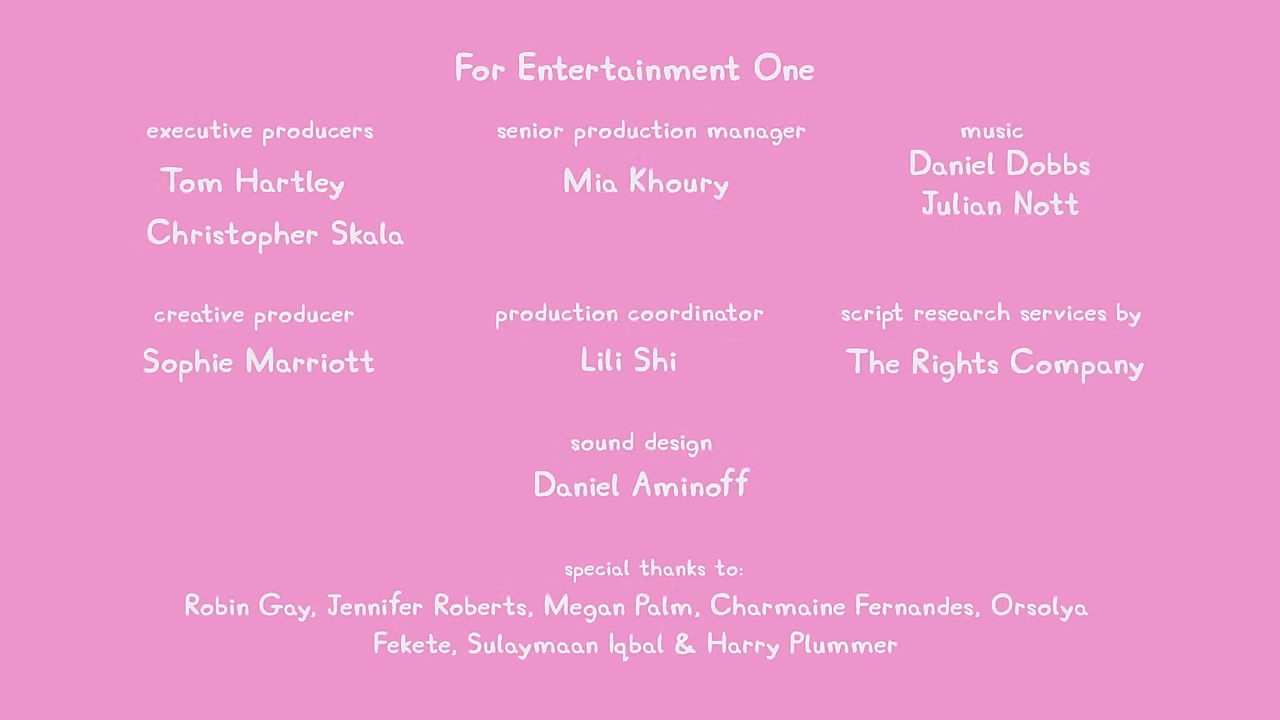 For Entertainment One
executive producers
Tom Hartley
Christopher Skala
senior production manager
Mia Khoury
music
Daniel Dobbs
Julian Nott
creative producer
Sophie Marriott
production coordinator
Lili Shi
script research services by
The Rights Company
sound design
Daniel Aminoff
special thanks to:
Robin Gay, Jennifer Roberts, Megan Palm, Charmaine Fernandes, Orsolya
Fekete, Sulaymaan Iqbal & Harry Plummer